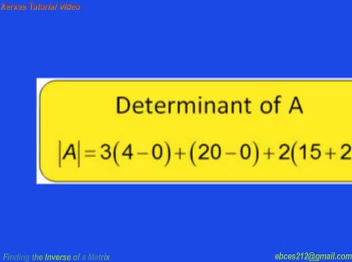 Xerxes Tutorial Video
Determinant of A
|A|=3(4−0)+(20−0)+2(15+2
Finding the Inverse of a Matrix
ebces212@gmail.com